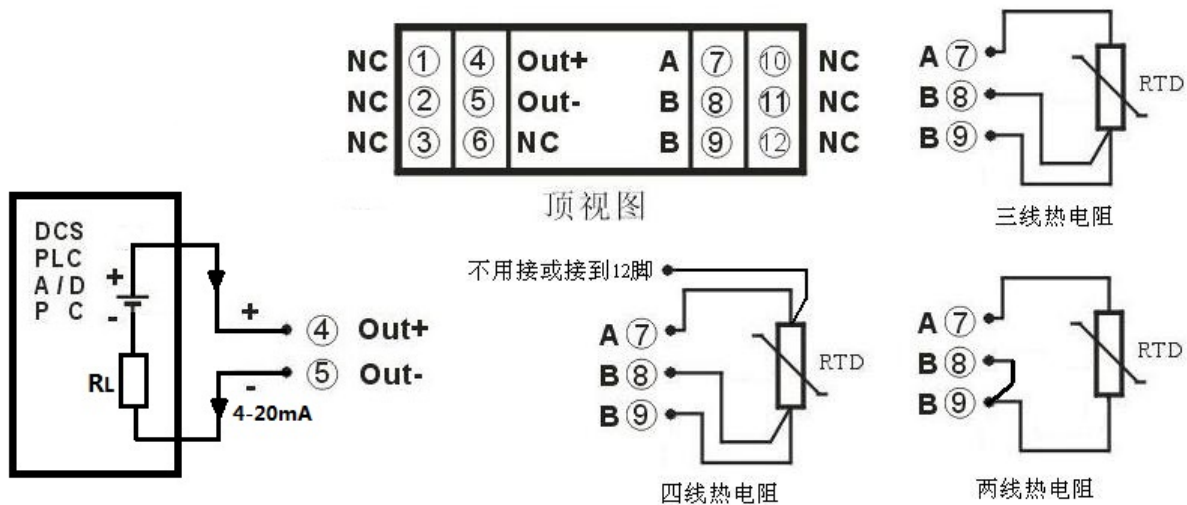 NC ① ④ Out+ A ⑦ ⑩ NC
NC ② ⑤ Out- B ⑧ ⑪ NC
NC ③ ⑥ NC B ⑨ ⑫ NC
顶视图
A ⑦
B ⑧
B ⑨
RTD
三线热电阻
DCS
PLC
A/D
P C
+
-
RL
+
-
4-20mA
④ Out+
⑤ Out-
不用接或接到12脚
A ⑦
B ⑧
B ⑨
RTD
四线热电阻
A ⑦
B ⑧
B ⑨
RTD
两线热电阻